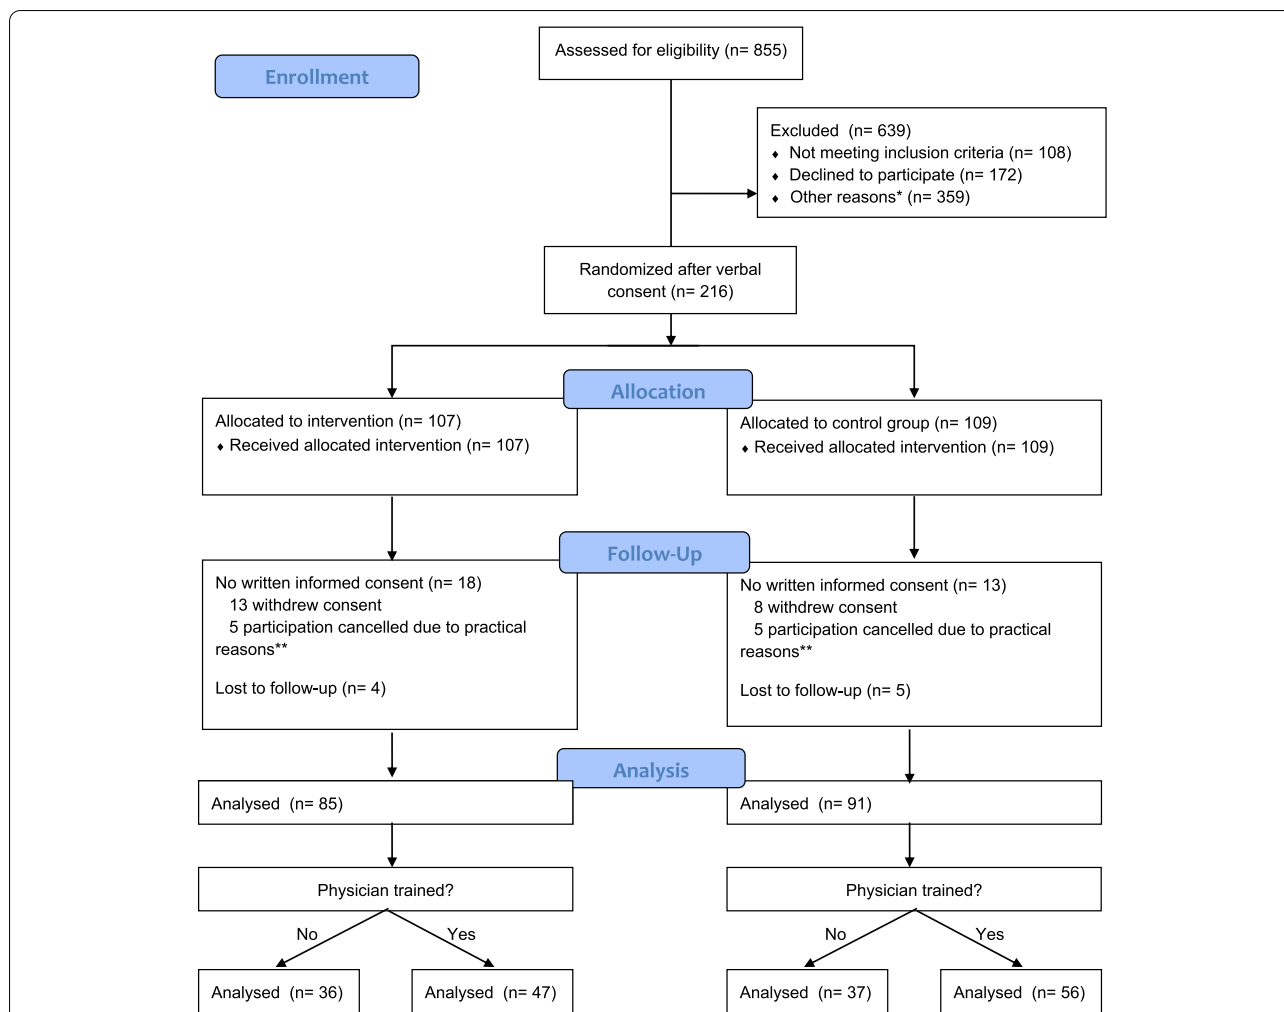 Assessed for eligibility (n= 855)
Enrollment
Excluded (n= 639)
♦ Not meeting inclusion criteria (n= 108)
♦ Declined to participate (n= 172)
♦ Other reasons* (n= 359)
Randomized after verbal
consent (n= 216)
Allocation
Allocated to intervention (n= 107)
♦ Received allocated intervention (n= 107)
Allocated to control group (n= 109)
♦ Received allocated intervention (n= 109)
Follow-Up
No written informed consent (n= 18)
13 withdrew consent
5 participation cancelled due to practical
reasons**
Lost to follow-up (n= 4)
No written informed consent (n= 13)
8 withdrew consent
5 participation cancelled due to practical
reasons**
Lost to follow-up (n= 5)
Analysis
Analysed (n= 85)
Analysed (n= 91)
Physician trained?
Physician trained?
No
Yes
No
Yes
Analysed (n= 36)
Analysed (n= 47)
Analysed (n= 37)
Analysed (n= 56)